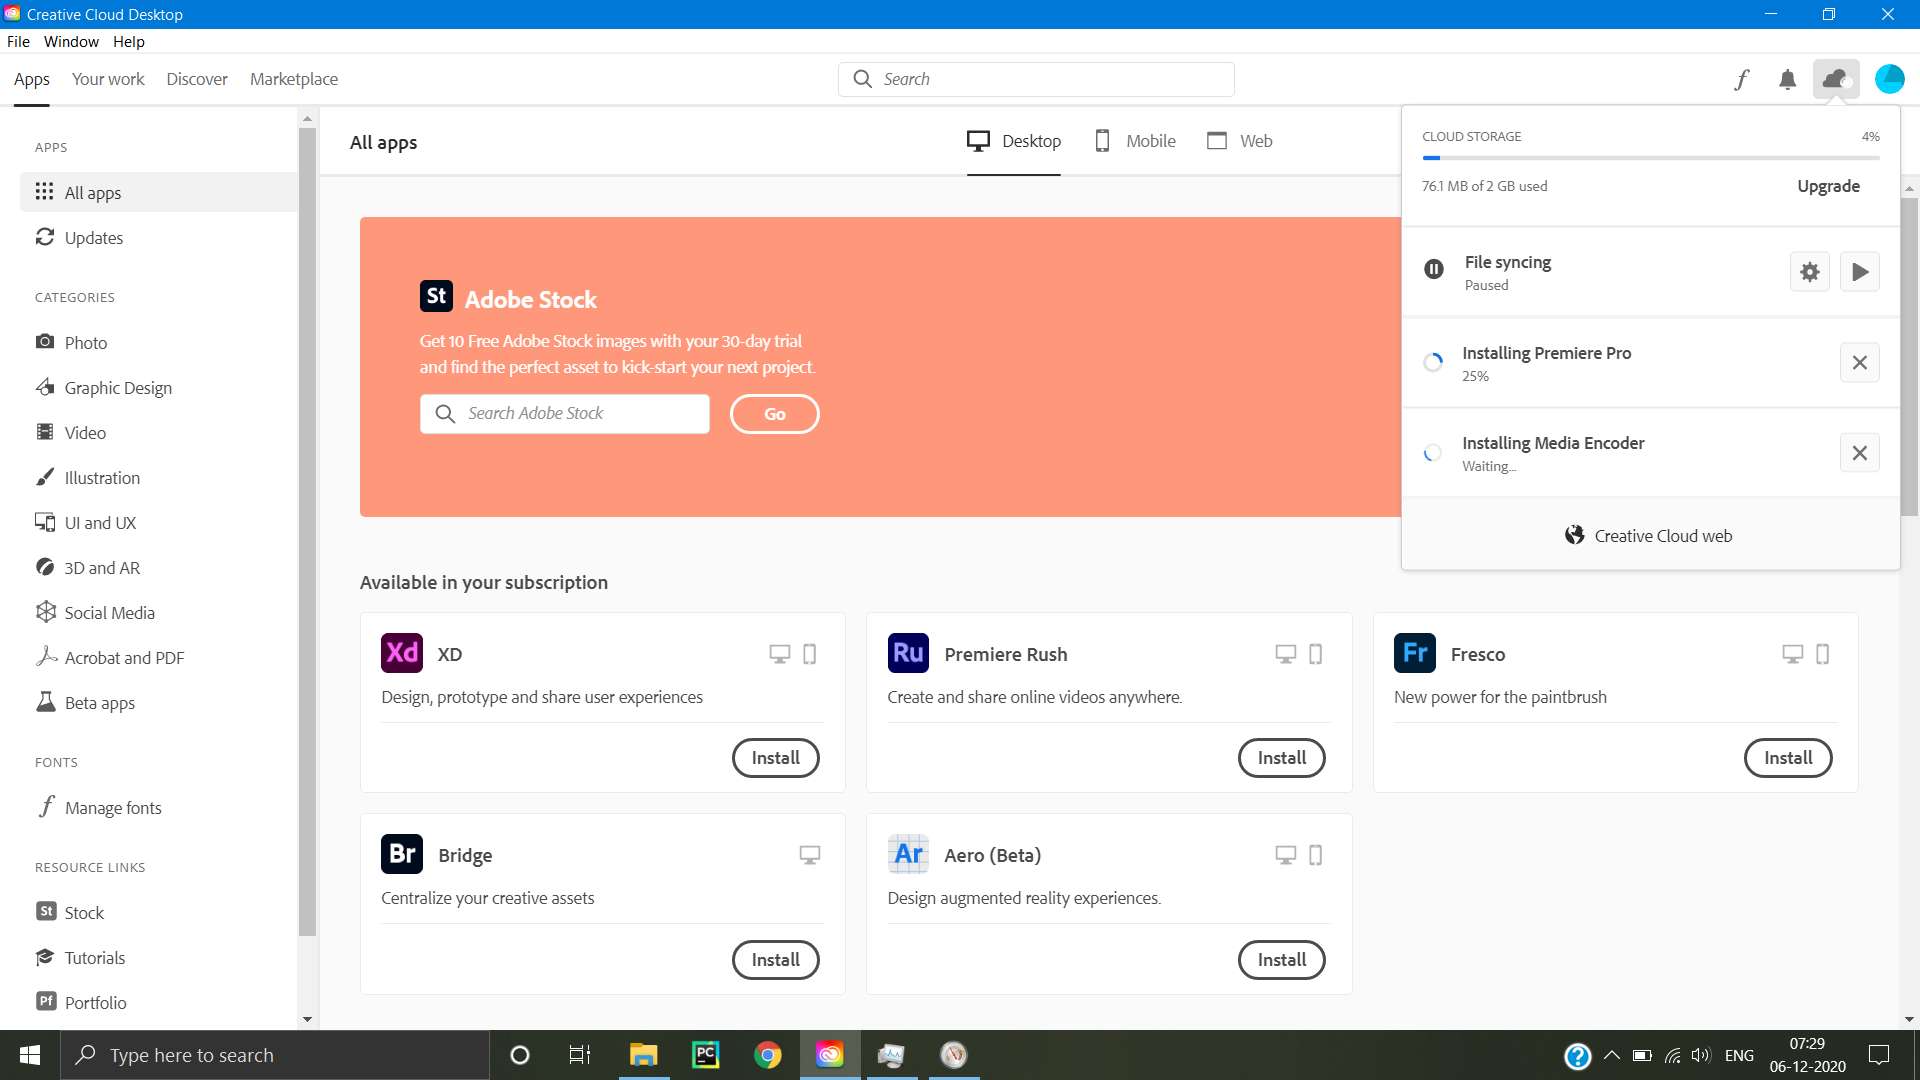 Creative Cloud Desktop
File Window Help
Apps Your work Discover Marketplace
Search
APPS
All apps
Updates
CATEGORIES
Photo
Graphic Design
Video
Illustration
UI and UX
3D and AR
Social Media
Acrobat and PDF
Beta apps
FONTS
Manage fonts
RESOURCE LINKS
St Stock
Tutorials
Pf Portfolio
All apps
Desktop Mobile Web
St Adobe Stock
Get 10 Free Adobe Stock images with your 30-day trial
and find the perfect asset to kick-start your next project.
Search Adobe Stock Go
CLOUD STORAGE 4%
76.1 MB of 2 GB used Upgrade
File syncing
Paused
Installing Premiere Pro
25%
Installing Media Encoder
Waiting...
Creative Cloud web
Available in your subscription
Xd XD
Design, prototype and share user experiences
Install
Ru Premiere Rush
Create and share online videos anywhere.
Install
Fr Fresco
New power for the paintbrush
Install
Br Bridge
Centralize your creative assets
Install
Ar Aero (Beta)
Design augmented reality experiences.
Install
Type here to search
PC
ENG
07:29
06-12-2020